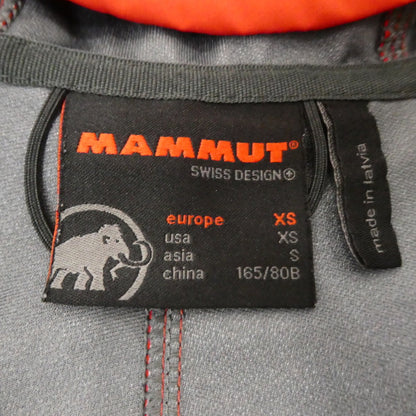 MAMMUT®
SWISS DESIGN
europe XS
usa XS
asia S
china 165/80B
made in latvia